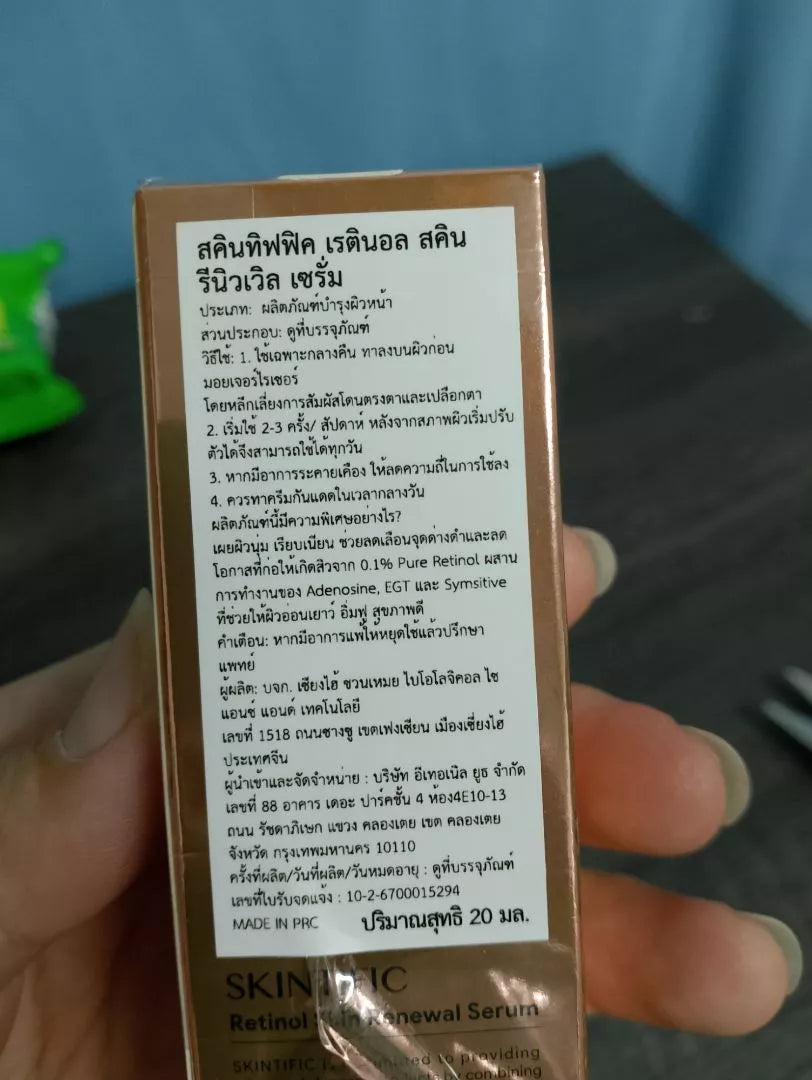 สคินทิฟฟิค เรตินอล สคิน
รีนิวเวิล เซรั่ม
ประเภท: ผลิตภัณฑ์บำรุงผิวหน้า
ส่วนประกอบ: ดูที่บรรจุภัณฑ์
วิธีใช้: 1. ใช้เฉพาะกลางคืน ทาลงบนผิวก่อน
มอยเจอร์ไรเซอร์
โดยหลีกเลี่ยงการสัมผัสโดนตรงตาและเปลือกตา
2. เริ่มใช้ 2-3 ครั้ง/ สัปดาห์ หลังจากสภาพผิวเริ่มปรับ
ตัวได้จึงสามารถใช้ได้ทุกวัน
3. หากมีอาการระคายเคือง ให้ลดความถี่ในการใช้ลง
4. ควรทาครีมกันแดดในเวลากลางวัน
ผลิตภัณฑ์นี้มีความพิเศษอย่างไร?
เผยผิวนุ่ม เรียบเนียน ช่วยลดเลือนจุดด่างดำและลด
โอกาสที่ก่อให้เกิดสิวจาก 0.1% Pure Retinol ผสาน
การทำงานของ Adenosine, EGT และ Symsitive
ที่ช่วยให้ผิวอ่อนเยาว์ อิ่มฟู สุขภาพดี
คำเตือน: หากมีอาการแพ้ให้หยุดใช้แล้วปรึกษา
แพทย์
ผู้ผลิต: บจก. เซี่ยงไฮ้ ชวนเหมย ไบโอโลจิคอล ไซ
แอนซ์ แอนด์ เทคโนโลยี
เลขที่ 1518 ถนนชางซู เขตเฟงเซียน เมืองเซี่ยงไฮ้
ประเทศจีน
ผู้นำเข้าและจัดจำหน่าย : บริษัท อีเทอเนิล ยูธ จำกัด
เลขที่ 88 อาคาร เดอะ ปาร์คชั้น 4 ห้อง4E10-13
ถนน รัชดาภิเษก แขวง คลองเตย เขต คลองเตย
จังหวัด กรุงเทพมหานคร 10110
ครั้งที่ผลิต/วันที่ผลิต/วันหมดอายุ : ดูที่บรรจุภัณฑ์
เลขที่ใบรับจดแจ้ง : 10-2-6700015294
MADE IN PRC ปริมาณสุทธิ 20 มล.
SKINTIFIC
Retinol Skin Renewal Serum
SKINTIFIC to providing
by combining